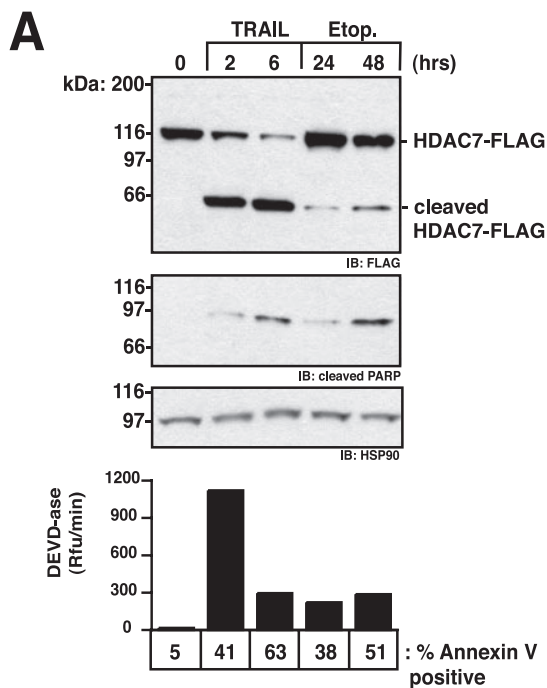 A
TRAIL Etop.
0 2 6 24 48 (hrs)
kDa: 200-
116-
97-
66-
- HDAC7-FLAG
- cleaved
HDAC7-FLAG
IB: FLAG
116-
97-
66-
IB: cleaved PARP
116-
97-
IB: HSP90
DEVD-ase
(Rfu/min)
1200
900
600
300
0
5 41 63 38 51 : % Annexin V
positive